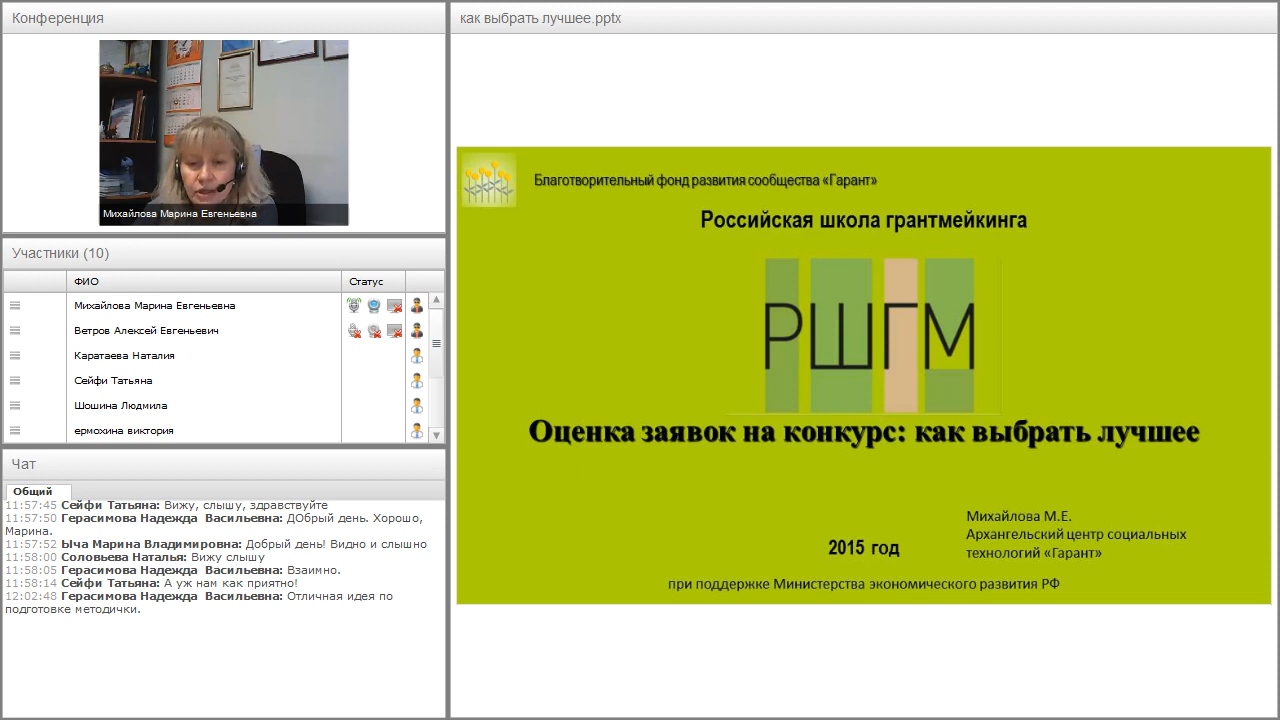 Конференция
Михайлова Марина Евгеньевна
Участники (10)
ФИО
Статус
Михайлова Марина Евгеньевна
Ветров Алексей Евгеньевич
Каратаева Наталия
Сейфи Татьяна
Шошина Людмила
ермохина виктория
Чат
Общий
11:57:45 Сейфи Татьяна: Вижу, слышу, здравствуйте
11:57:50 Герасимова Надежда Васильевна: ДОбрый день. Хорошо,
Марина.
11:57:52 Ыча Марина Владимировна: Добрый день! Видно и слышно
11:58:00 Соловьева Наталья: Вижу слышу
11:58:05 Герасимова Надежда Васильевна: Взаимно.
11:58:14 Сейфи Татьяна: А уж нам как приятно!
12:02:48 Герасимова Надежда Васильевна: Отличная идея по
подготовке методички.
как выбрать лучшее.pptx
Благотворительный фонд развития сообщества «Гарант»
Российская школа грантмейкинга
РШГМ
Оценка заявок на конкурс: как выбрать лучшее
Михайлова М.Е.
Архангельский центр социальных
технологий «Гарант»
2015 год
при поддержке Министерства экономического развития РФ